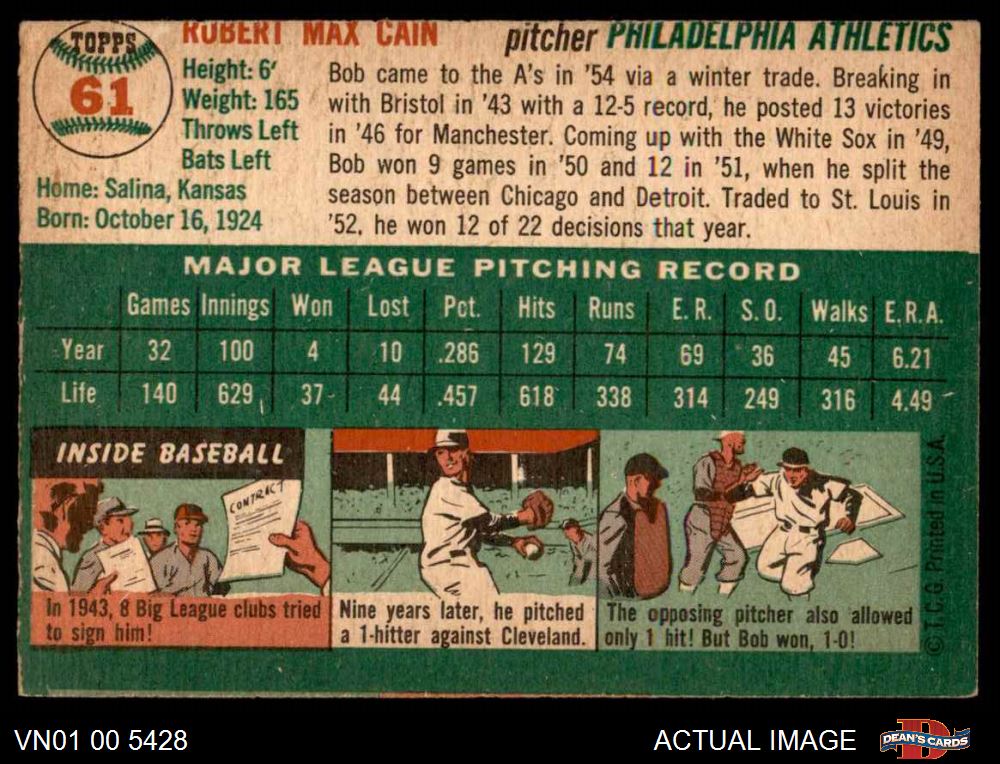 TOPPS
61
ROBERT MAX CAIN
pitcher PHILADELPHIA ATHLETICS
Height: 6'
Weight: 165
Throws Left
Bats Left
Home: Salina, Kansas
Born: October 16, 1924
Bob came to the A's in '54 via a winter trade. Breaking in
with Bristol in '43 with a 12-5 record, he posted 13 victories
in '46 for Manchester. Coming up with the White Sox in '49,
Bob won 9 games in '50 and 12 in '51, when he split the
season between Chicago and Detroit. Traded to St. Louis in
'52, he won 12 of 22 decisions that year.
MAJOR LEAGUE PITCHING RECORD
Games Innings Won Lost Pct. Hits Runs E.R. S.O. Walks E.R.A.
Year 32 100 4 10 .286 129 74 69 36 45 6.21
Life 140 629 37 44 .457 618 338 314 249 316 4.49
INSIDE BASEBALL
CONTRACT
In 1943, 8 Big League clubs tried
to sign him!
Nine years later, he pitched
a 1-hitter against Cleveland.
The opposing pitcher also allowed
only 1 hit! But Bob won, 1-0!
© T.C.G. Printed in U.S.A.
VN01 00 5428
ACTUAL IMAGE
DEAN'S CARDS